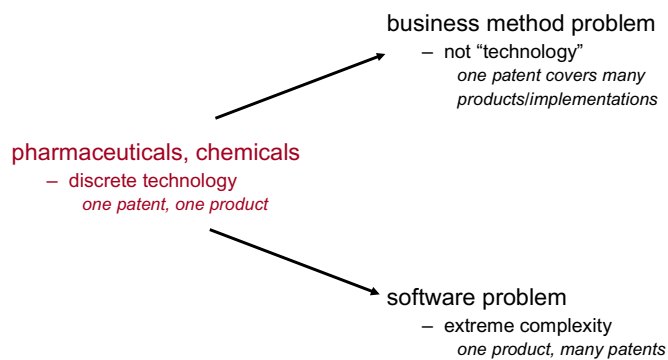 business method problem
– not “technology”
one patent covers many
products/implementations
pharmaceuticals, chemicals
– discrete technology
one patent, one product
software problem
– extreme complexity
one product, many patents